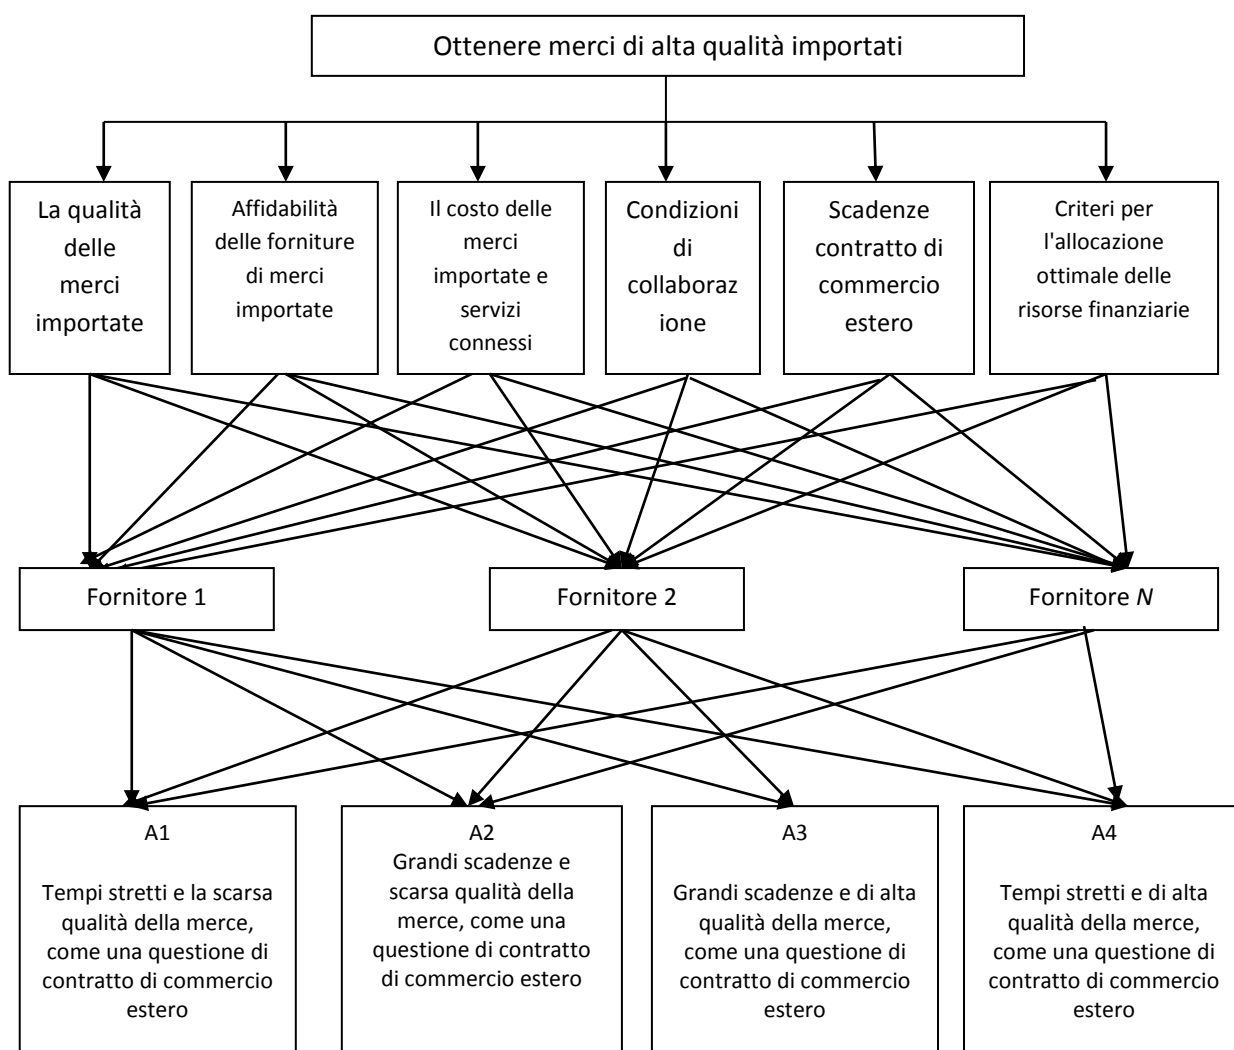 Ottenere merci di alta qualità importati
La qualità
delle
merci
importate
Affidabilità
delle forniture
di merci
importate
Il costo delle
merci
importate e
servizi
connessi
Condizioni
di
collaboraz
ione
Scadenze
contratto di
commercio
estero
Criteri per
l'allocazione
ottimale delle
risorse finanziarie
Fornitore 1
Fornitore 2
Fornitore N
A1
Tempi stretti e la scarsa
qualità della merce,
come una questione di
contratto di commercio
estero
A2
Grandi scadenze e
scarsa qualità della
merce, come una
questione di contratto
di commercio estero
A3
Grandi scadenze e di alta
qualità della merce,
come una questione di
contratto di commercio
estero
A4
Tempi stretti e di alta
qualità della merce,
come una questione di
contratto di commercio
estero